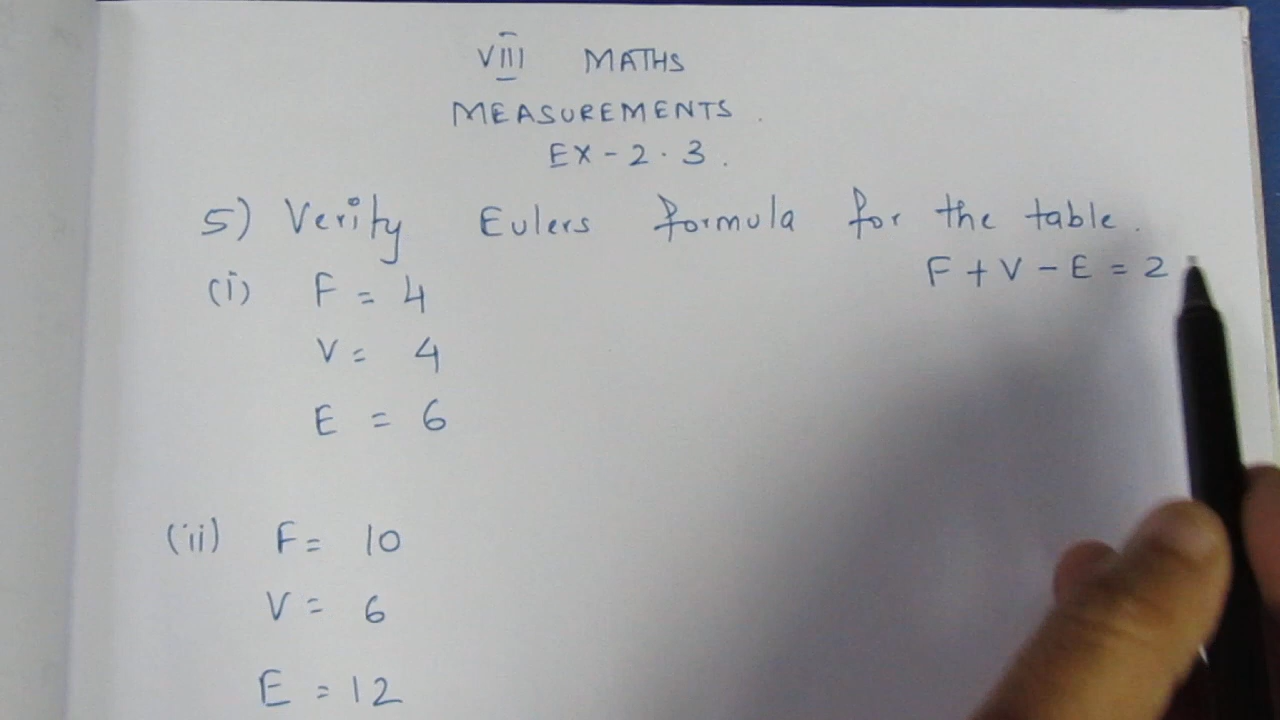 VIII MATHS
MEASUREMENTS.
EX-2.3.
5) Verify Eulers formula for the table.
F + V - E = 2
(i) F = 4
V = 4
E = 6
(ii) F = 10
V = 6
E = 12